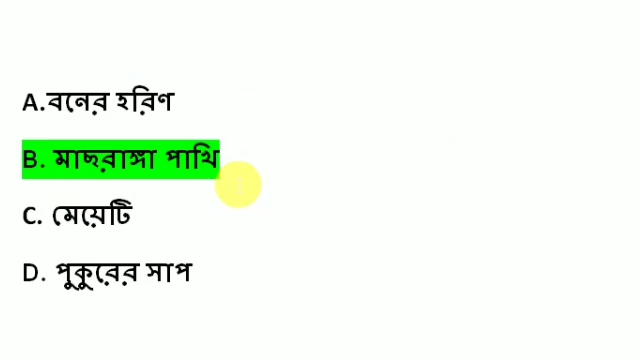 A.বনের হরিণ
B. মাছরাঙ্গা পাখি
C. মেয়েটি
D. পুকুরের সাপ